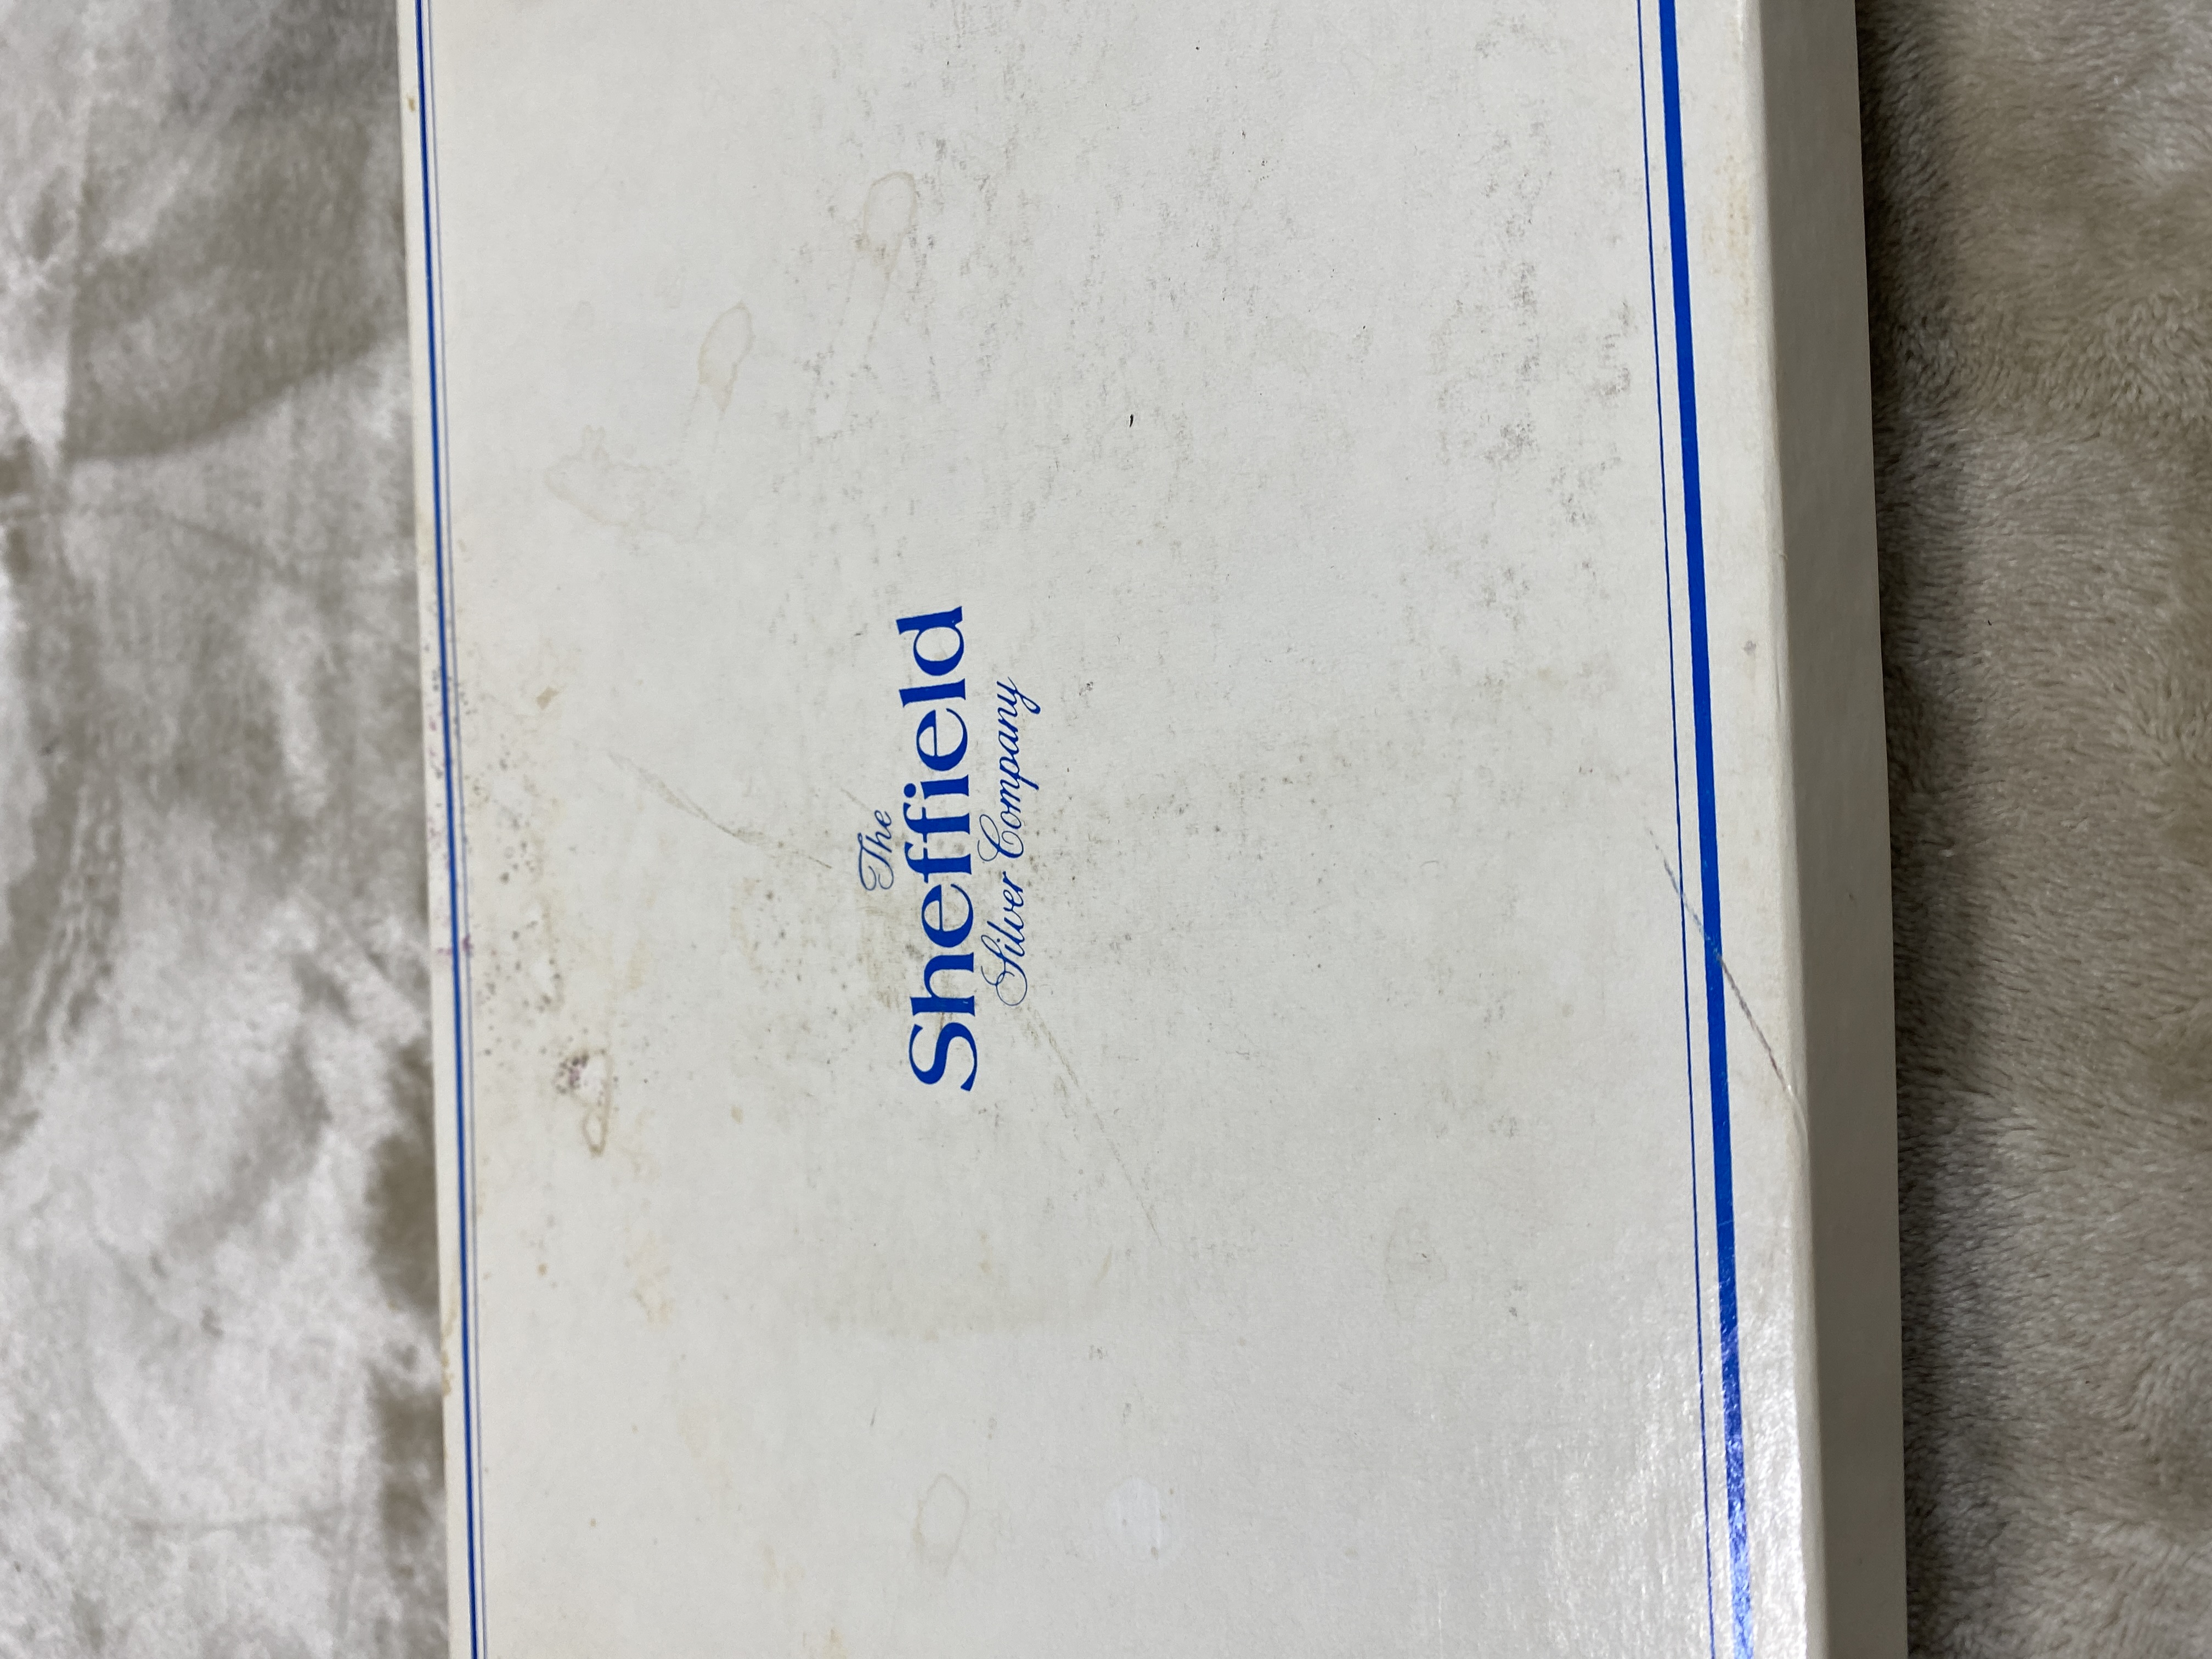 The
Sheffield
Silver Company